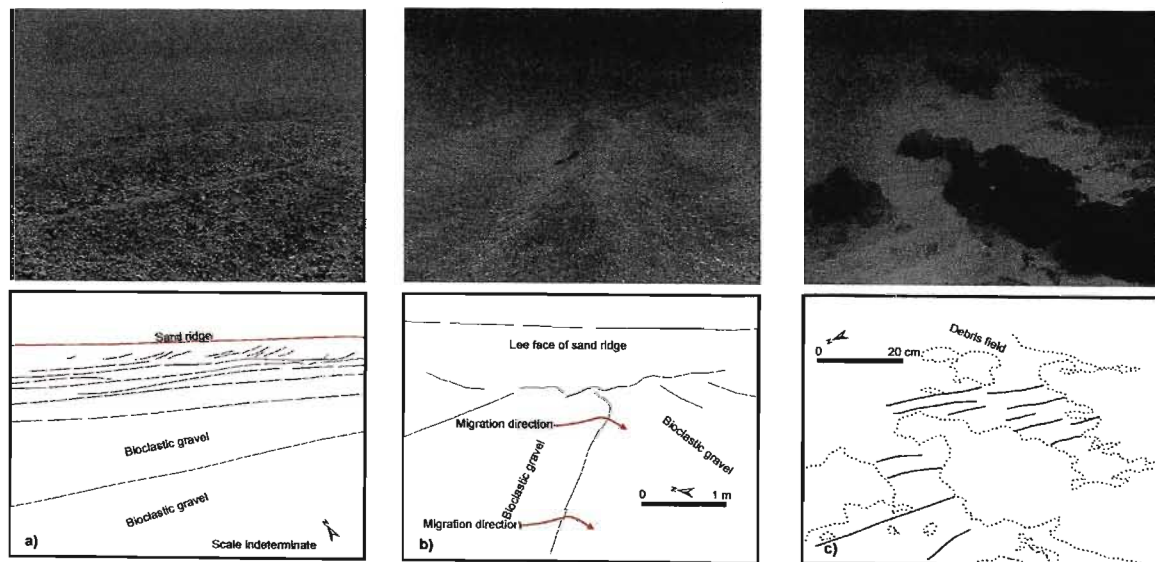 Sand ridge
Bioclastic gravel
Bioclastic gravel
a)
Scale indeterminate
N
Lee face of sand ridge
Migration direction
Bioclastic gravel
Bioclastic gravel
N
0 1 m
Migration direction
b)
Debris field
N
0 20 cm
c)